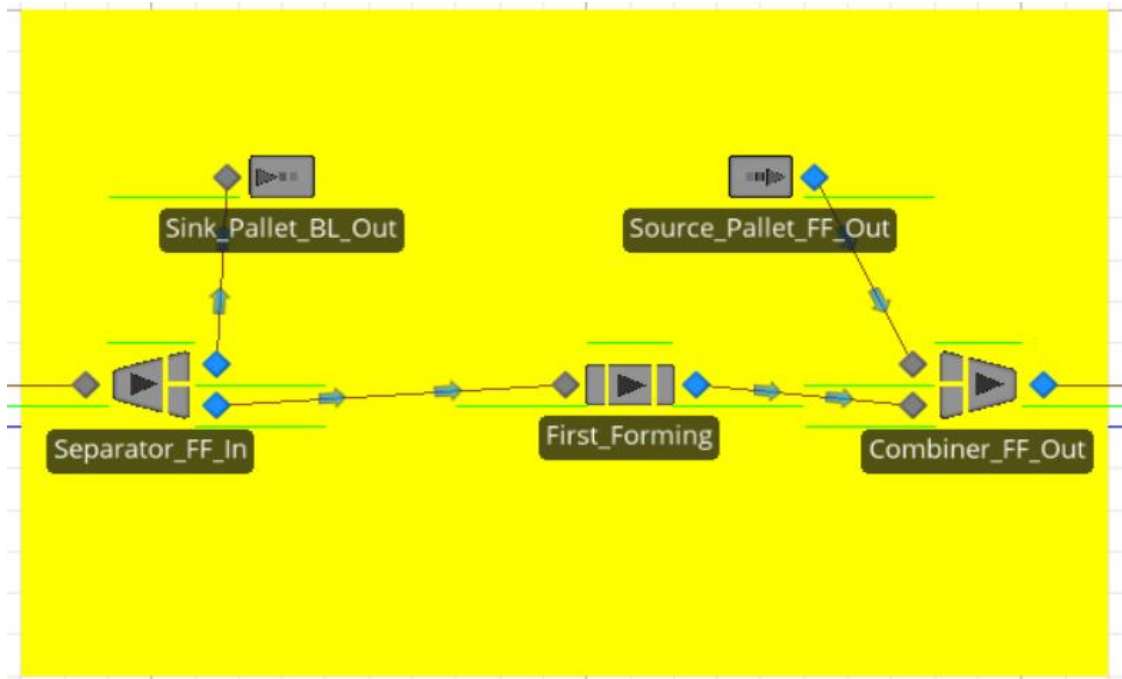 Sink_Pallet_BL_Out
Source_Pallet_FF_Out
Separator_FF_In
First_Forming
Combiner_FF_Out